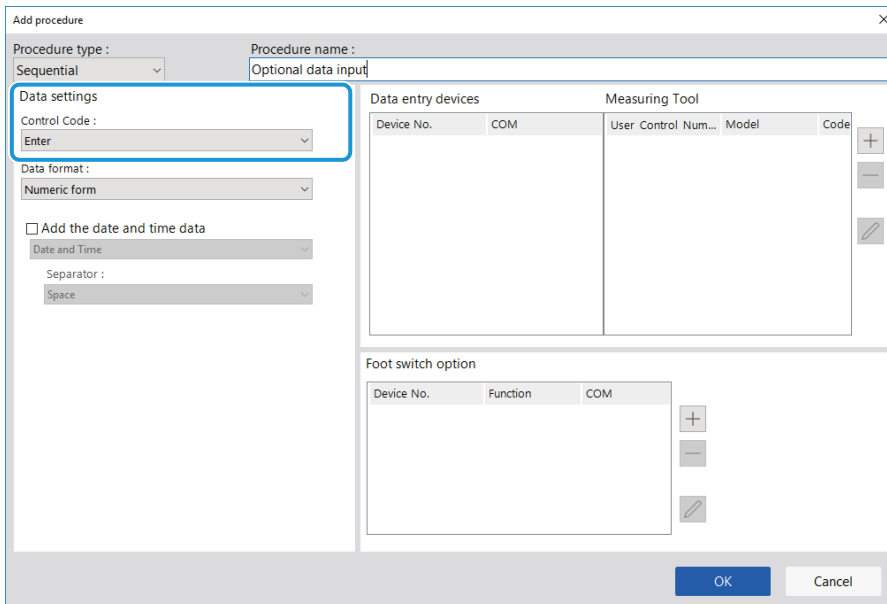 Add procedure
Procedure type :
Procedure name :
Sequential
Optional data input
Data settings
Control Code :
Enter
Data format :
Numeric form
Add the date and time data
Date and Time
Separator :
Space
Data entry devices
Measuring Tool
Device No. COM
User Control Num... Model Code
Foot switch option
Device No. Function COM
OK
Cancel